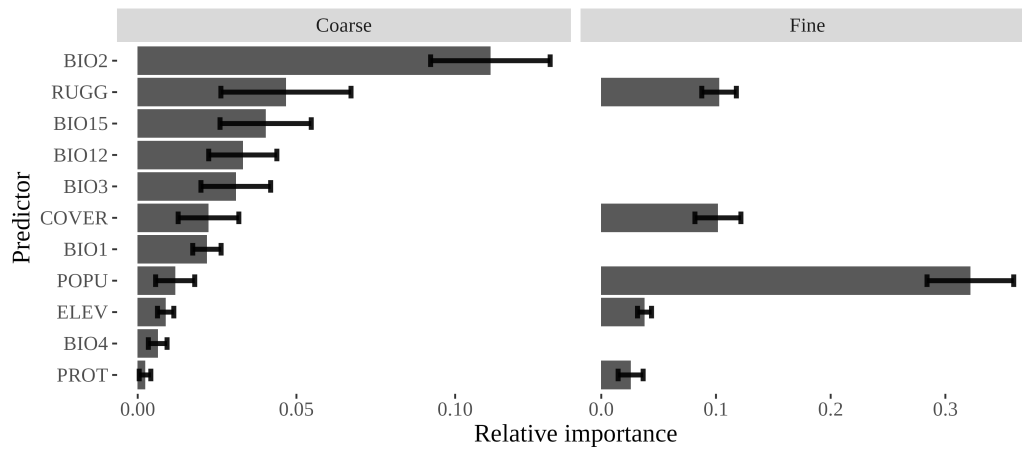 Coarse Fine
BIO2
RUGG
BIO15
BIO12
BIO3
COVER
BIO1
POPU
ELEV
BIO4
PROT
Predictor
0.00 0.05 0.10 0.0 0.1 0.2 0.3
Relative importance